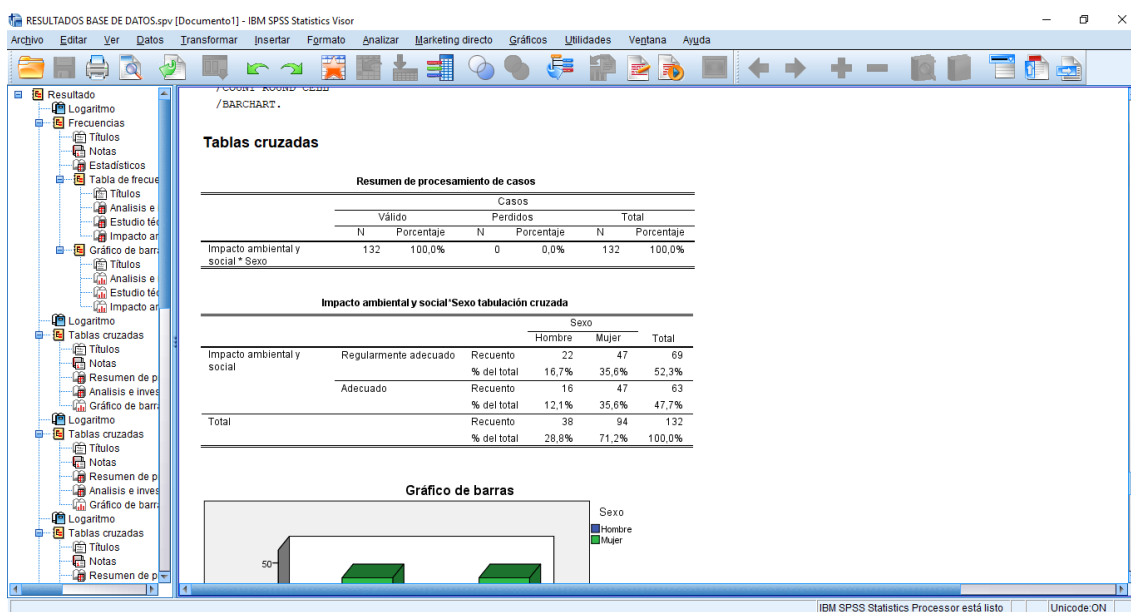 RESULTADOS BASE DE DATOS.spv [Documento1] - IBM SPSS Statistics Visor
Archivo Editar Ver Datos Transformar Insertar Formato Analizar Marketing directo Gráficos Utilidades Ventana Ayuda
Resultado
Logaritmo
Frecuencias
Títulos
Notas
Estadísticos
Tabla de frecue
Títulos
Analisis e
Estudio téc
Impacto ar
Gráfico de barr
Títulos
Analisis e
Estudio téc
Impacto ar
Logaritmo
Tablas cruzadas
Títulos
Notas
Resumen de p
Analisis e inves
Gráfico de barr
Logaritmo
Tablas cruzadas
Títulos
Notas
Resumen de p
Analisis e inves
Gráfico de barr
Logaritmo
Tablas cruzadas
Títulos
Notas
Resumen de p
/COUNT ROUND CELL
/BARCHART.
Tablas cruzadas
Resumen de procesamiento de casos
Casos
Válido Perdidos Total
N Porcentaje N Porcentaje N Porcentaje
Impacto ambiental y social * Sexo 132 100,0% 0 0,0% 132 100,0%
Impacto ambiental y social*Sexo tabulación cruzada
Sexo
Hombre Mujer Total
Impacto ambiental y social Regularmente adecuado Recuento 22 47 69
% del total 16,7% 35,6% 52,3%
Adecuado Recuento 16 47 63
% del total 12,1% 35,6% 47,7%
Total Recuento 38 94 132
% del total 28,8% 71,2% 100,0%
Gráfico de barras
Sexo
Hombre
Mujer
50
IBM SPSS Statistics Processor está listo Unicode:ON